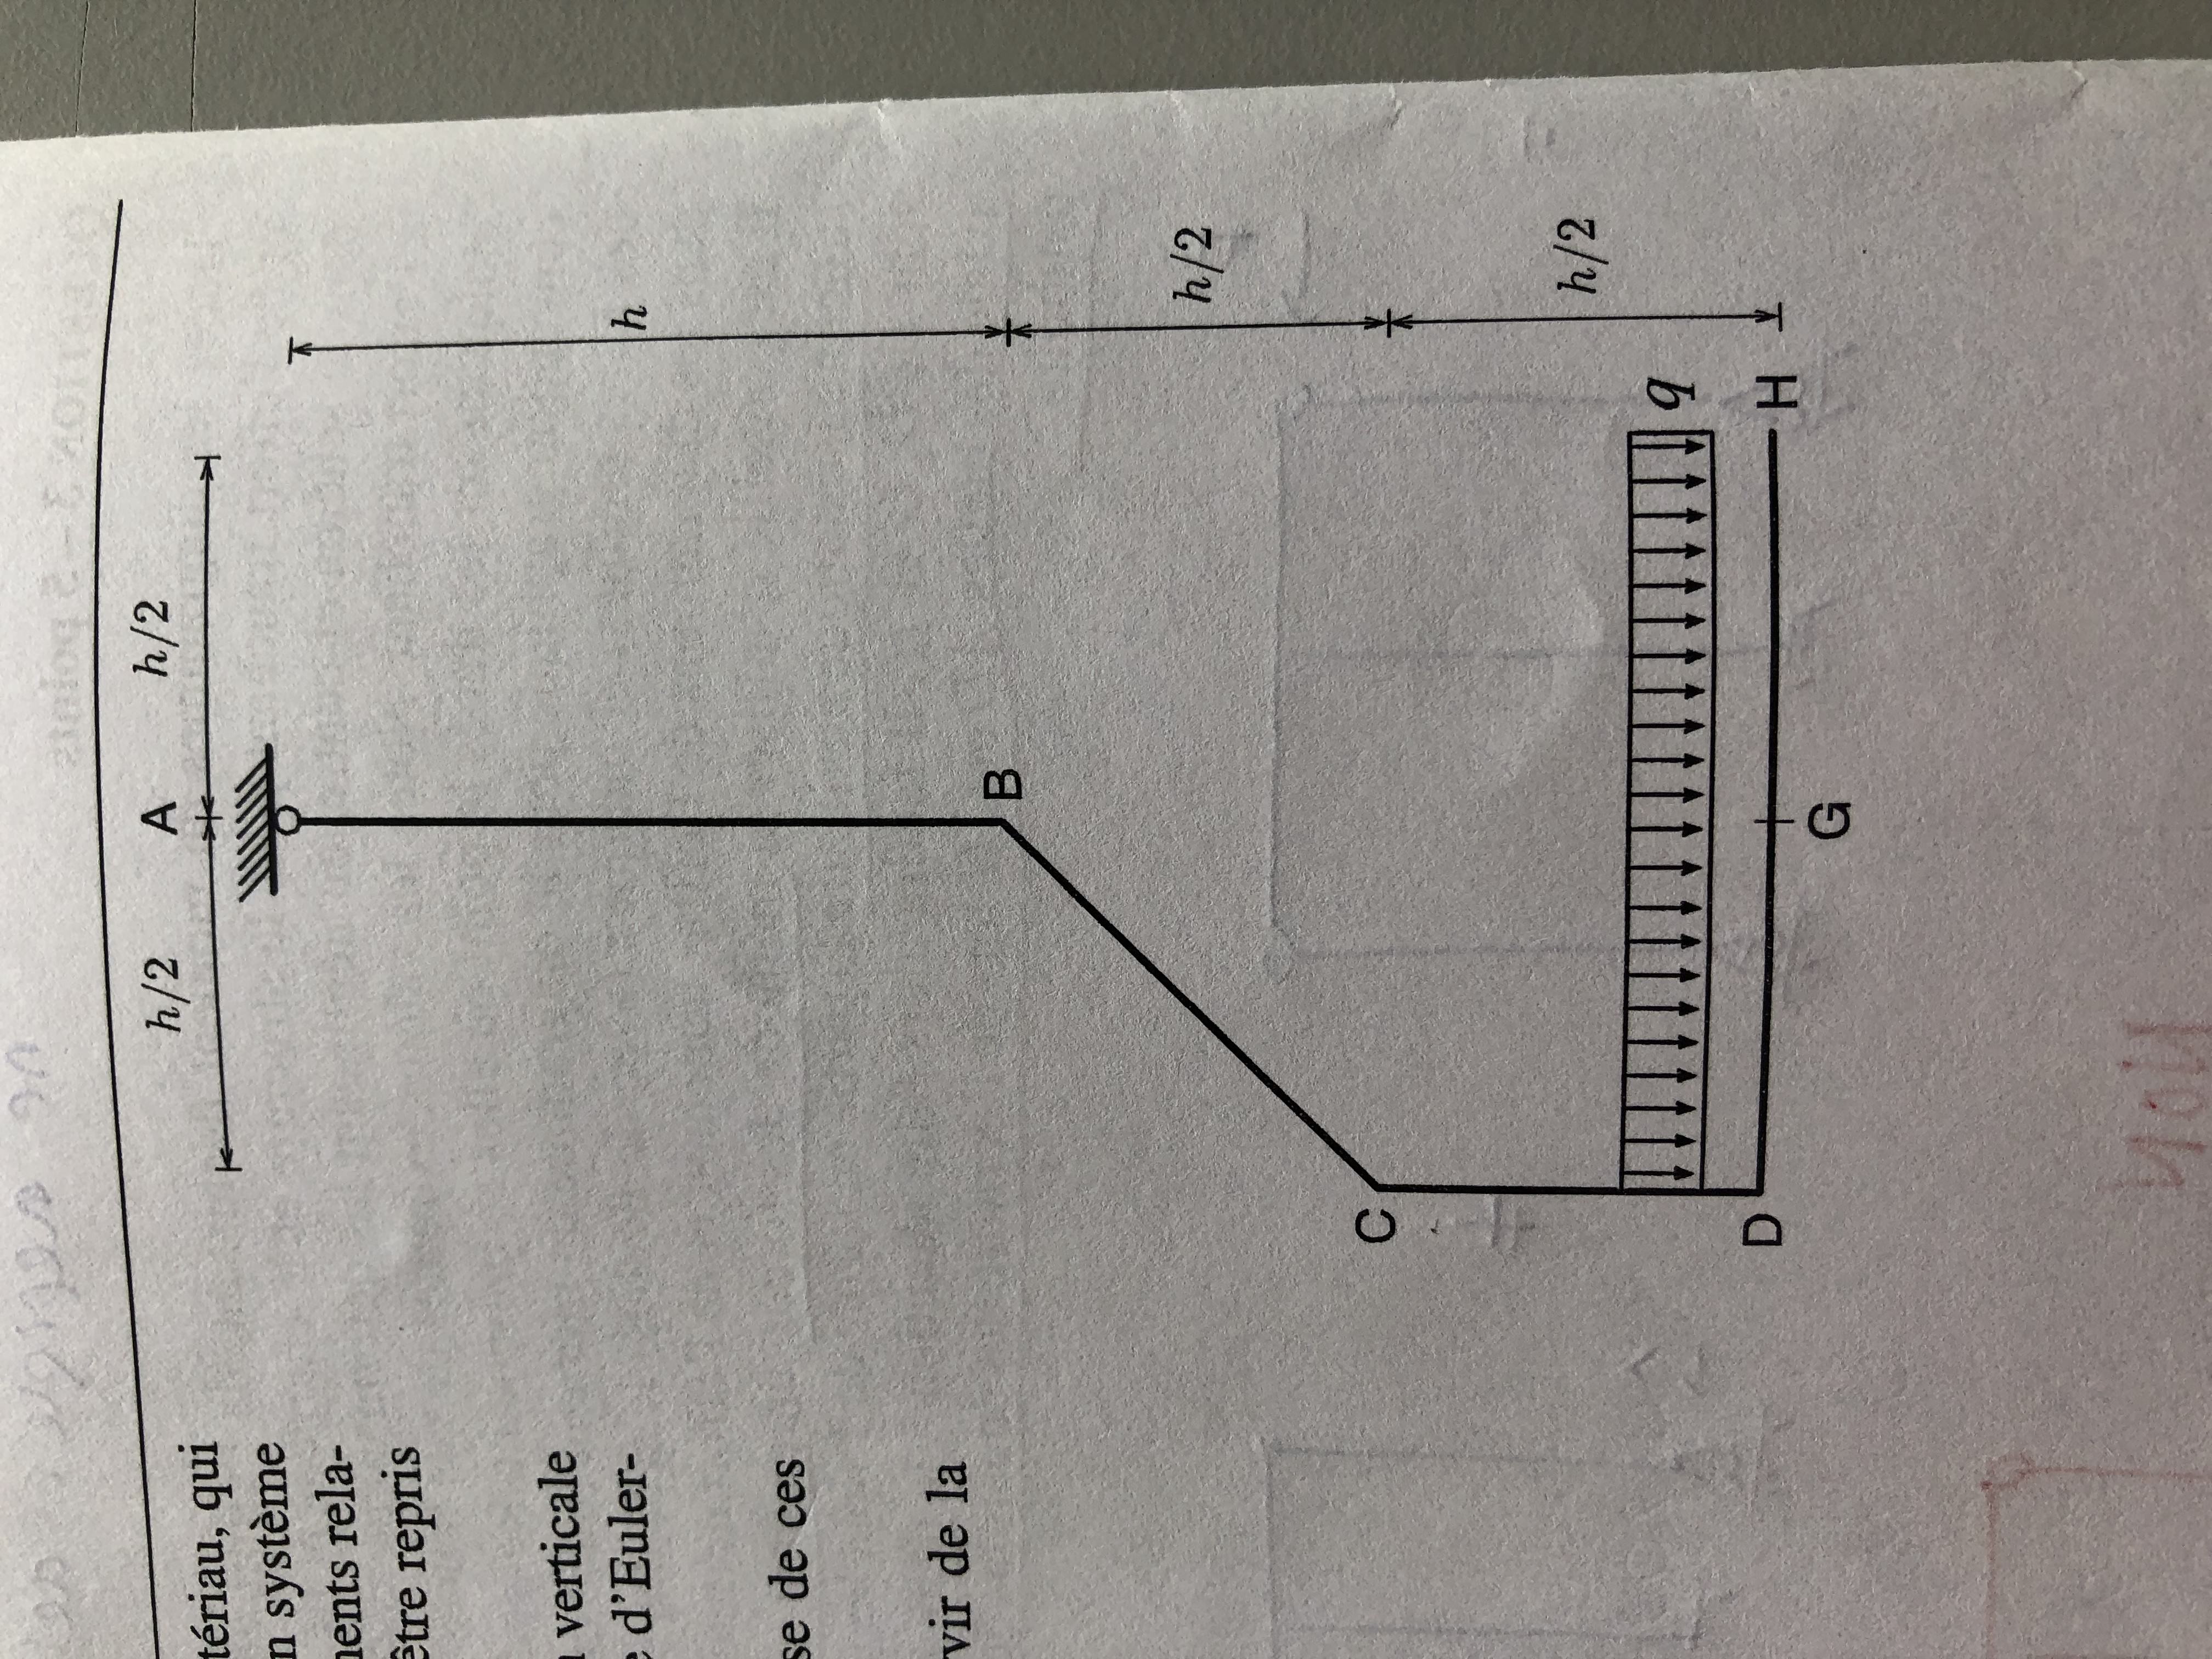 h/2 A h/2
tériau, qui
n système
nents rela-
être repris
verticale
e d'Euler-
se de ces
vir de la
h
B
h/2
C
h/2
q
D
H
G